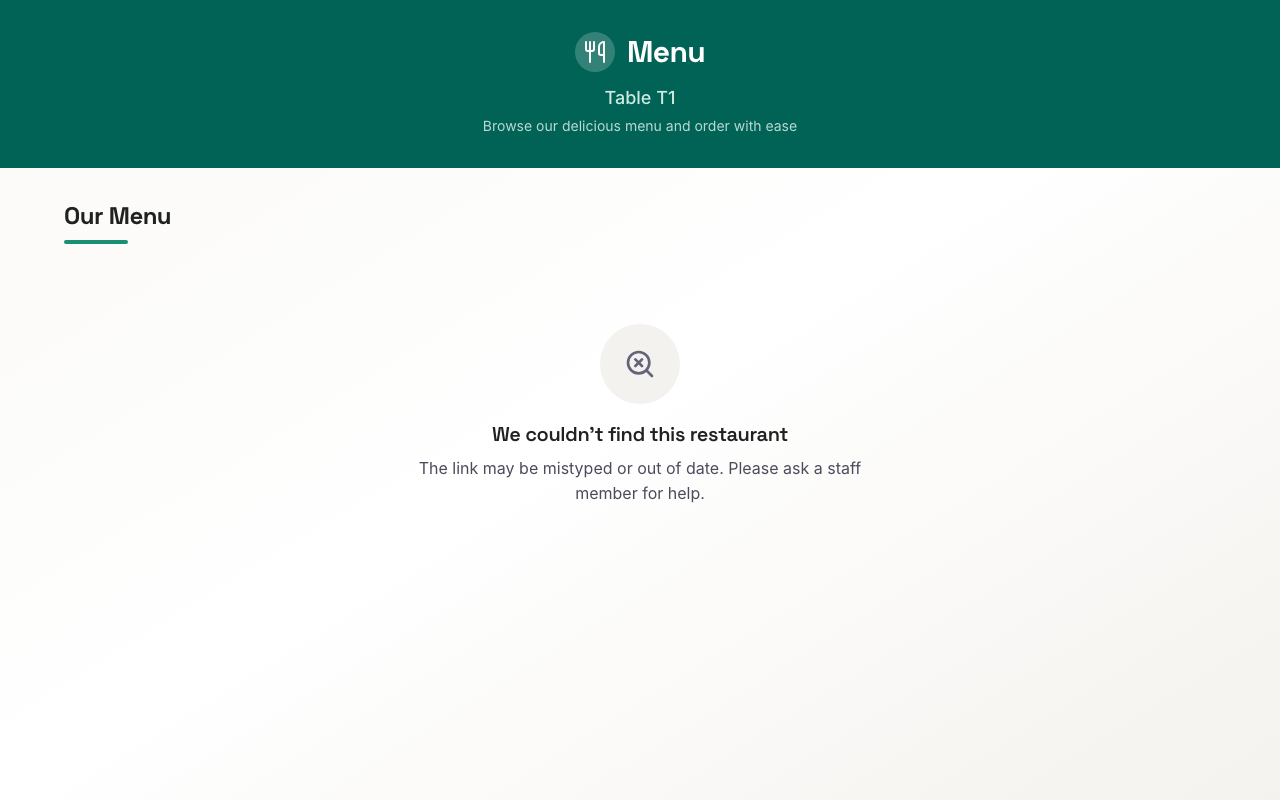 Menu
Table T1
Browse our delicious menu and order with ease
Our Menu
We couldn't find this restaurant
The link may be mistyped or out of date. Please ask a staff
member for help.